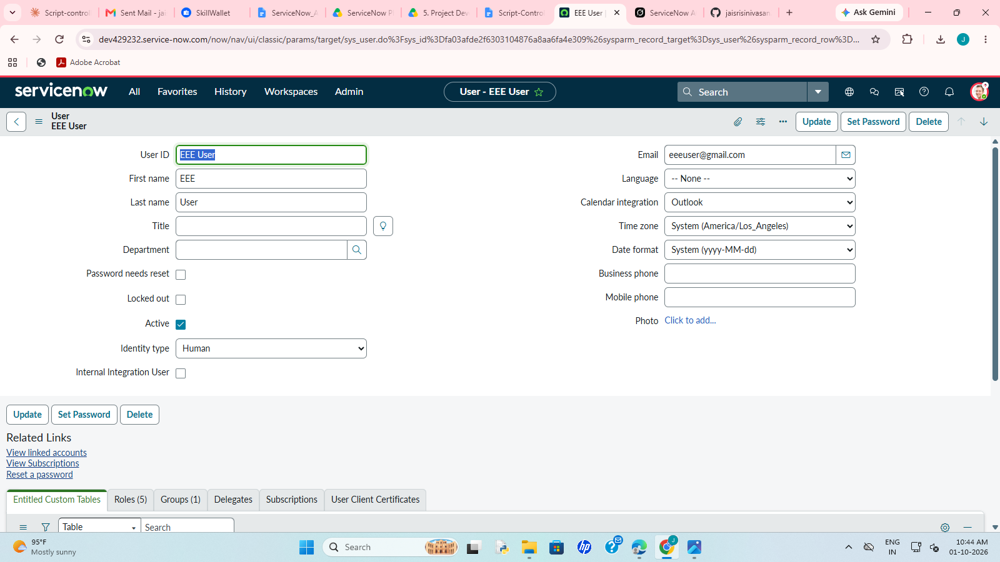 Script-control
Sent Mail - jai
SkillWallet
ServiceNow_A
ServiceNow P
5. Project Dev
Script-Control
EEE User |
ServiceNow A
jaisrisinivasan
Ask Gemini
dev429232.service-now.com/now/nav/ui/classic/params/target/sys_user.do%3Fsys_id%3Dfa03afde2f6303104876a8aa6fa4e309%26sysparm_record_target%3Dsys_user%26sysparm_record_row%3D...
J
Adobe Acrobat
servicenow
All
Favorites
History
Workspaces
Admin
User - EEE User
Search
User
EEE User
Update
Set Password
Delete
User ID
EEE User
First name
EEE
Last name
User
Title
Department
Password needs reset
Locked out
Active
Identity type
Human
Internal Integration User
Email
eeeuser@gmail.com
Language
-- None --
Calendar integration
Outlook
Time zone
System (America/Los_Angeles)
Date format
System (yyyy-MM-dd)
Business phone
Mobile phone
Photo
Click to add...
Update
Set Password
Delete
Related Links
View linked accounts
View Subscriptions
Reset a password
Entitled Custom Tables
Roles (5)
Groups (1)
Delegates
Subscriptions
User Client Certificates
Table
Search
95°F
Mostly sunny
Search
hp
J
ENG
IN
10:44 AM
01-10-2026